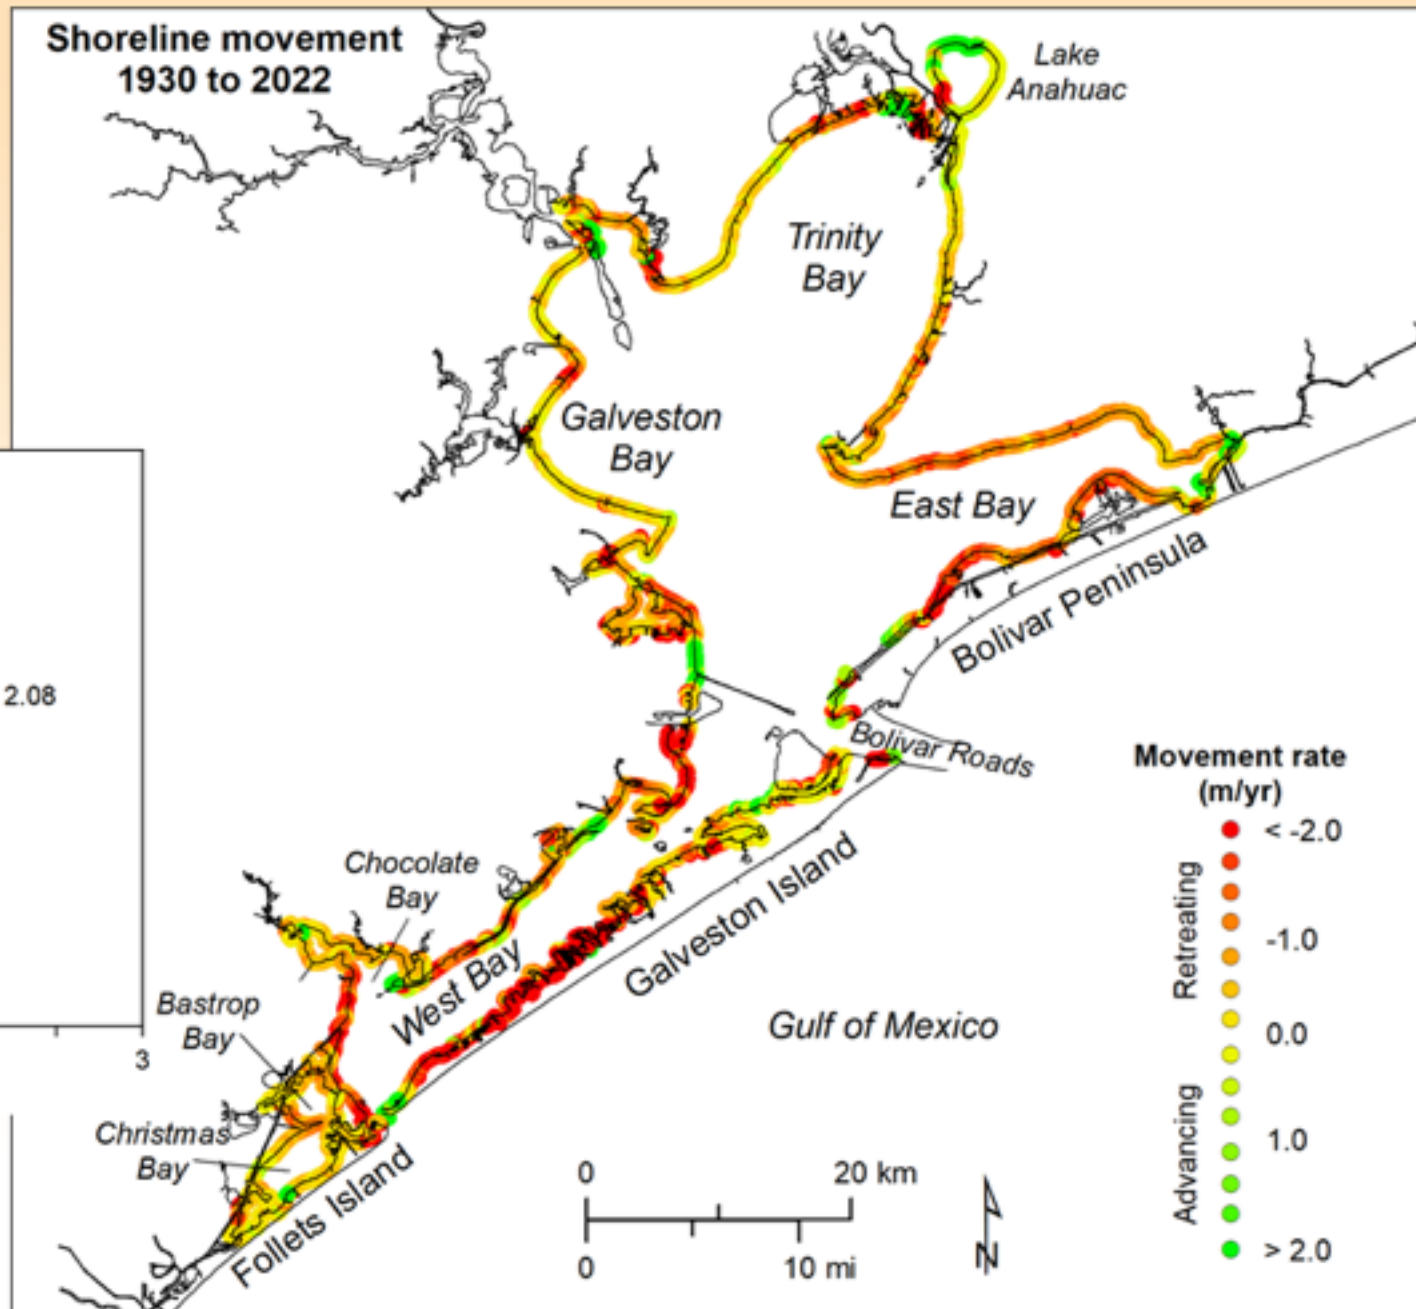 Shoreline movement
1930 to 2022
Lake
Anahuac
Trinity
Bay
Galveston
Bay
East Bay
Bolivar Peninsula
2.08
Bolivar Roads
Movement rate
(m/yr)
< -2.0
Retreating
-1.0
0.0
Advancing
1.0
> 2.0
Chocolate
Bay
Galveston Island
West Bay
Bastrop
Bay
Gulf of Mexico
3
Christmas
Bay
Follets Island
0 20 km
0 10 mi
N